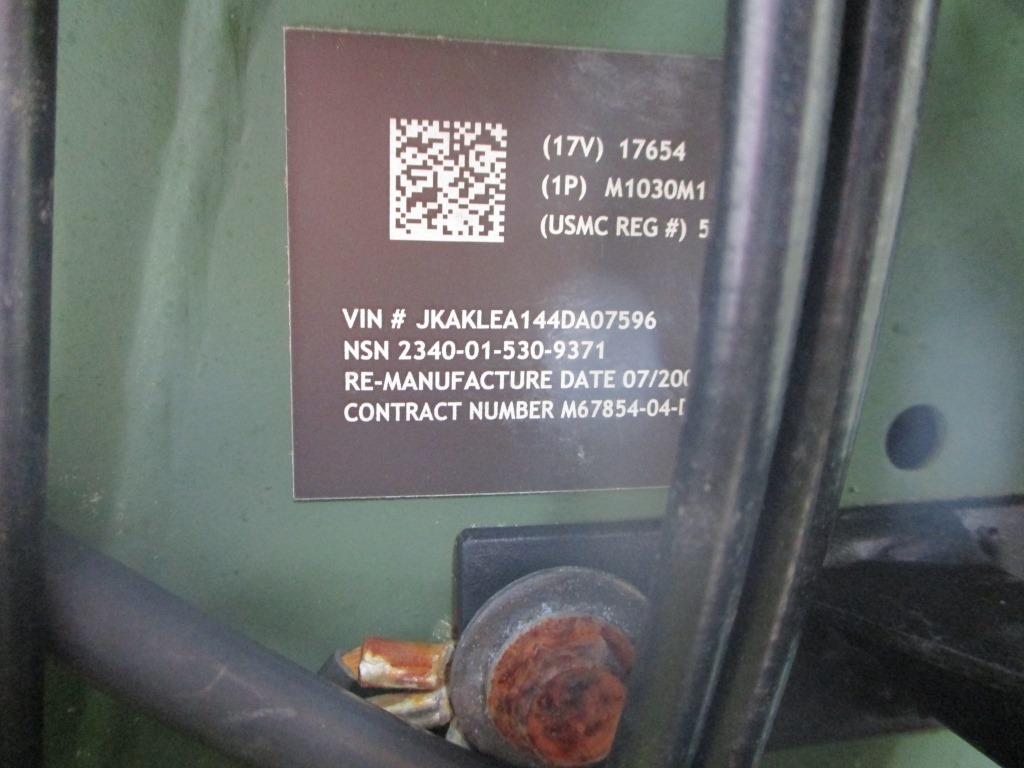 (17V) 17654
(1P) M1030M1
(USMC REG #) 5
VIN # JKAKLEA144DA07596
NSN 2340-01-530-9371
RE-MANUFACTURE DATE 07/200
CONTRACT NUMBER M67854-04-D